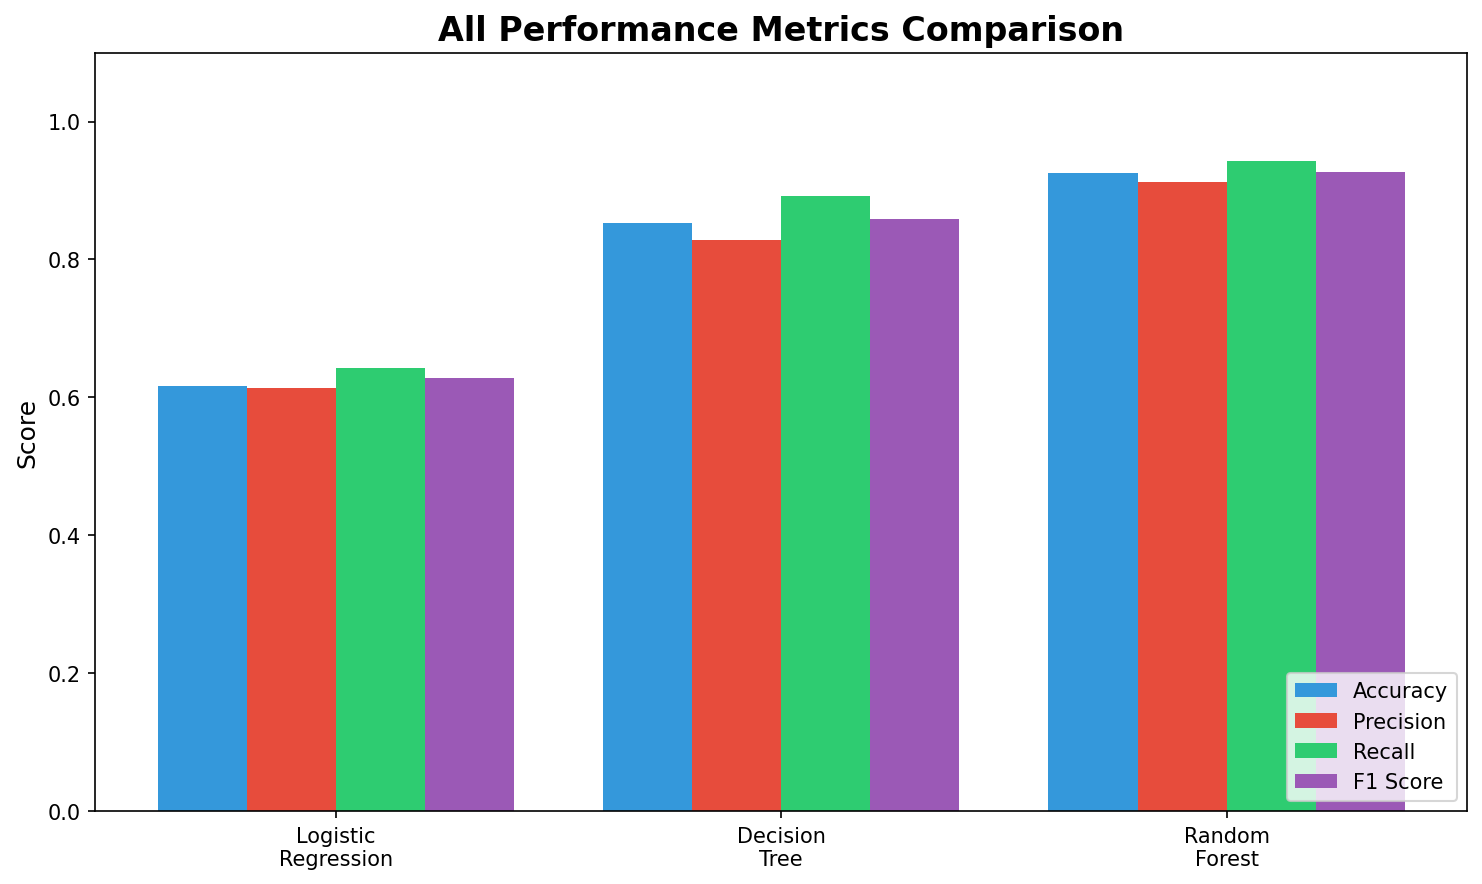 All Performance Metrics Comparison
Score
1.0
0.8
0.6
0.4
0.2
0.0
Logistic
Regression
Decision
Tree
Random
Forest
Accuracy
Precision
Recall
F1 Score